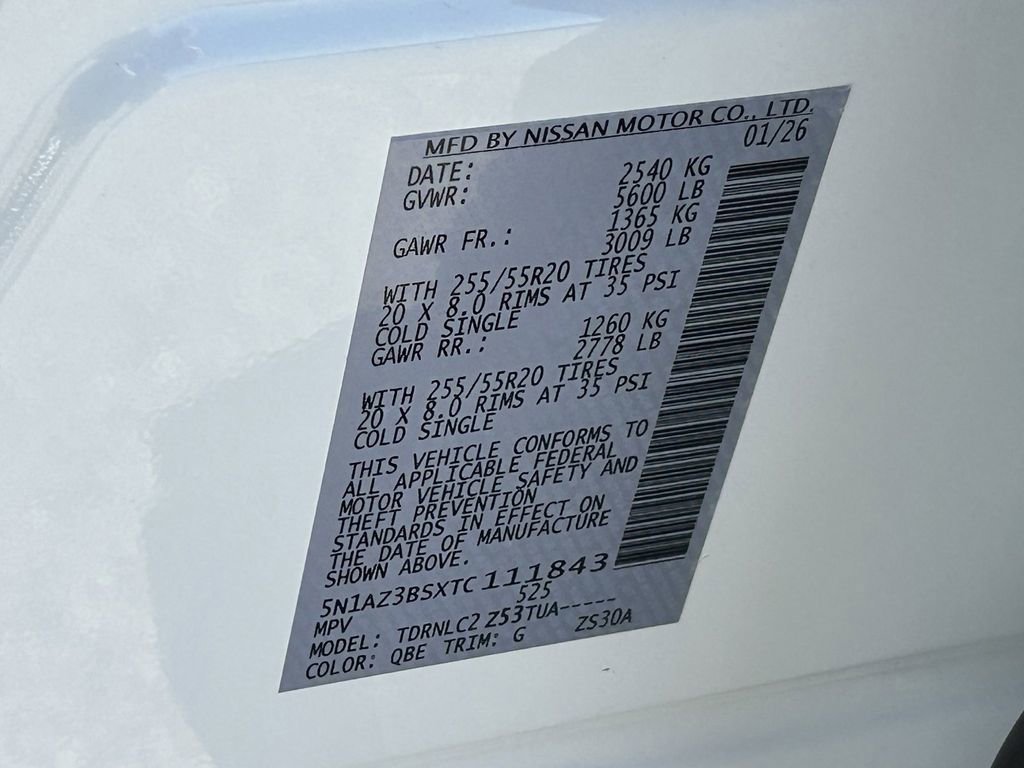 MFD BY NISSAN MOTOR CO., LTD.
DATE: 01/26
GVWR: 2540 KG
5600 LB
GAWR FR.: 1365 KG
3009 LB
WITH 255/55R20 TIRES
20 X 8.0 RIMS AT 35 PSI
COLD SINGLE
GAWR RR.: 1260 KG
2778 LB
WITH 255/55R20 TIRES
20 X 8.0 RIMS AT 35 PSI
COLD SINGLE
THIS VEHICLE CONFORMS TO
ALL APPLICABLE FEDERAL
MOTOR VEHICLE SAFETY AND
THEFT PREVENTION
STANDARDS IN EFFECT ON
THE DATE OF MANUFACTURE
SHOWN ABOVE.
5N1AZ3BSXTC111843
MPV 525
MODEL: TDRNLC2 Z53TUA-----
COLOR: QBE TRIM: G ZS30A